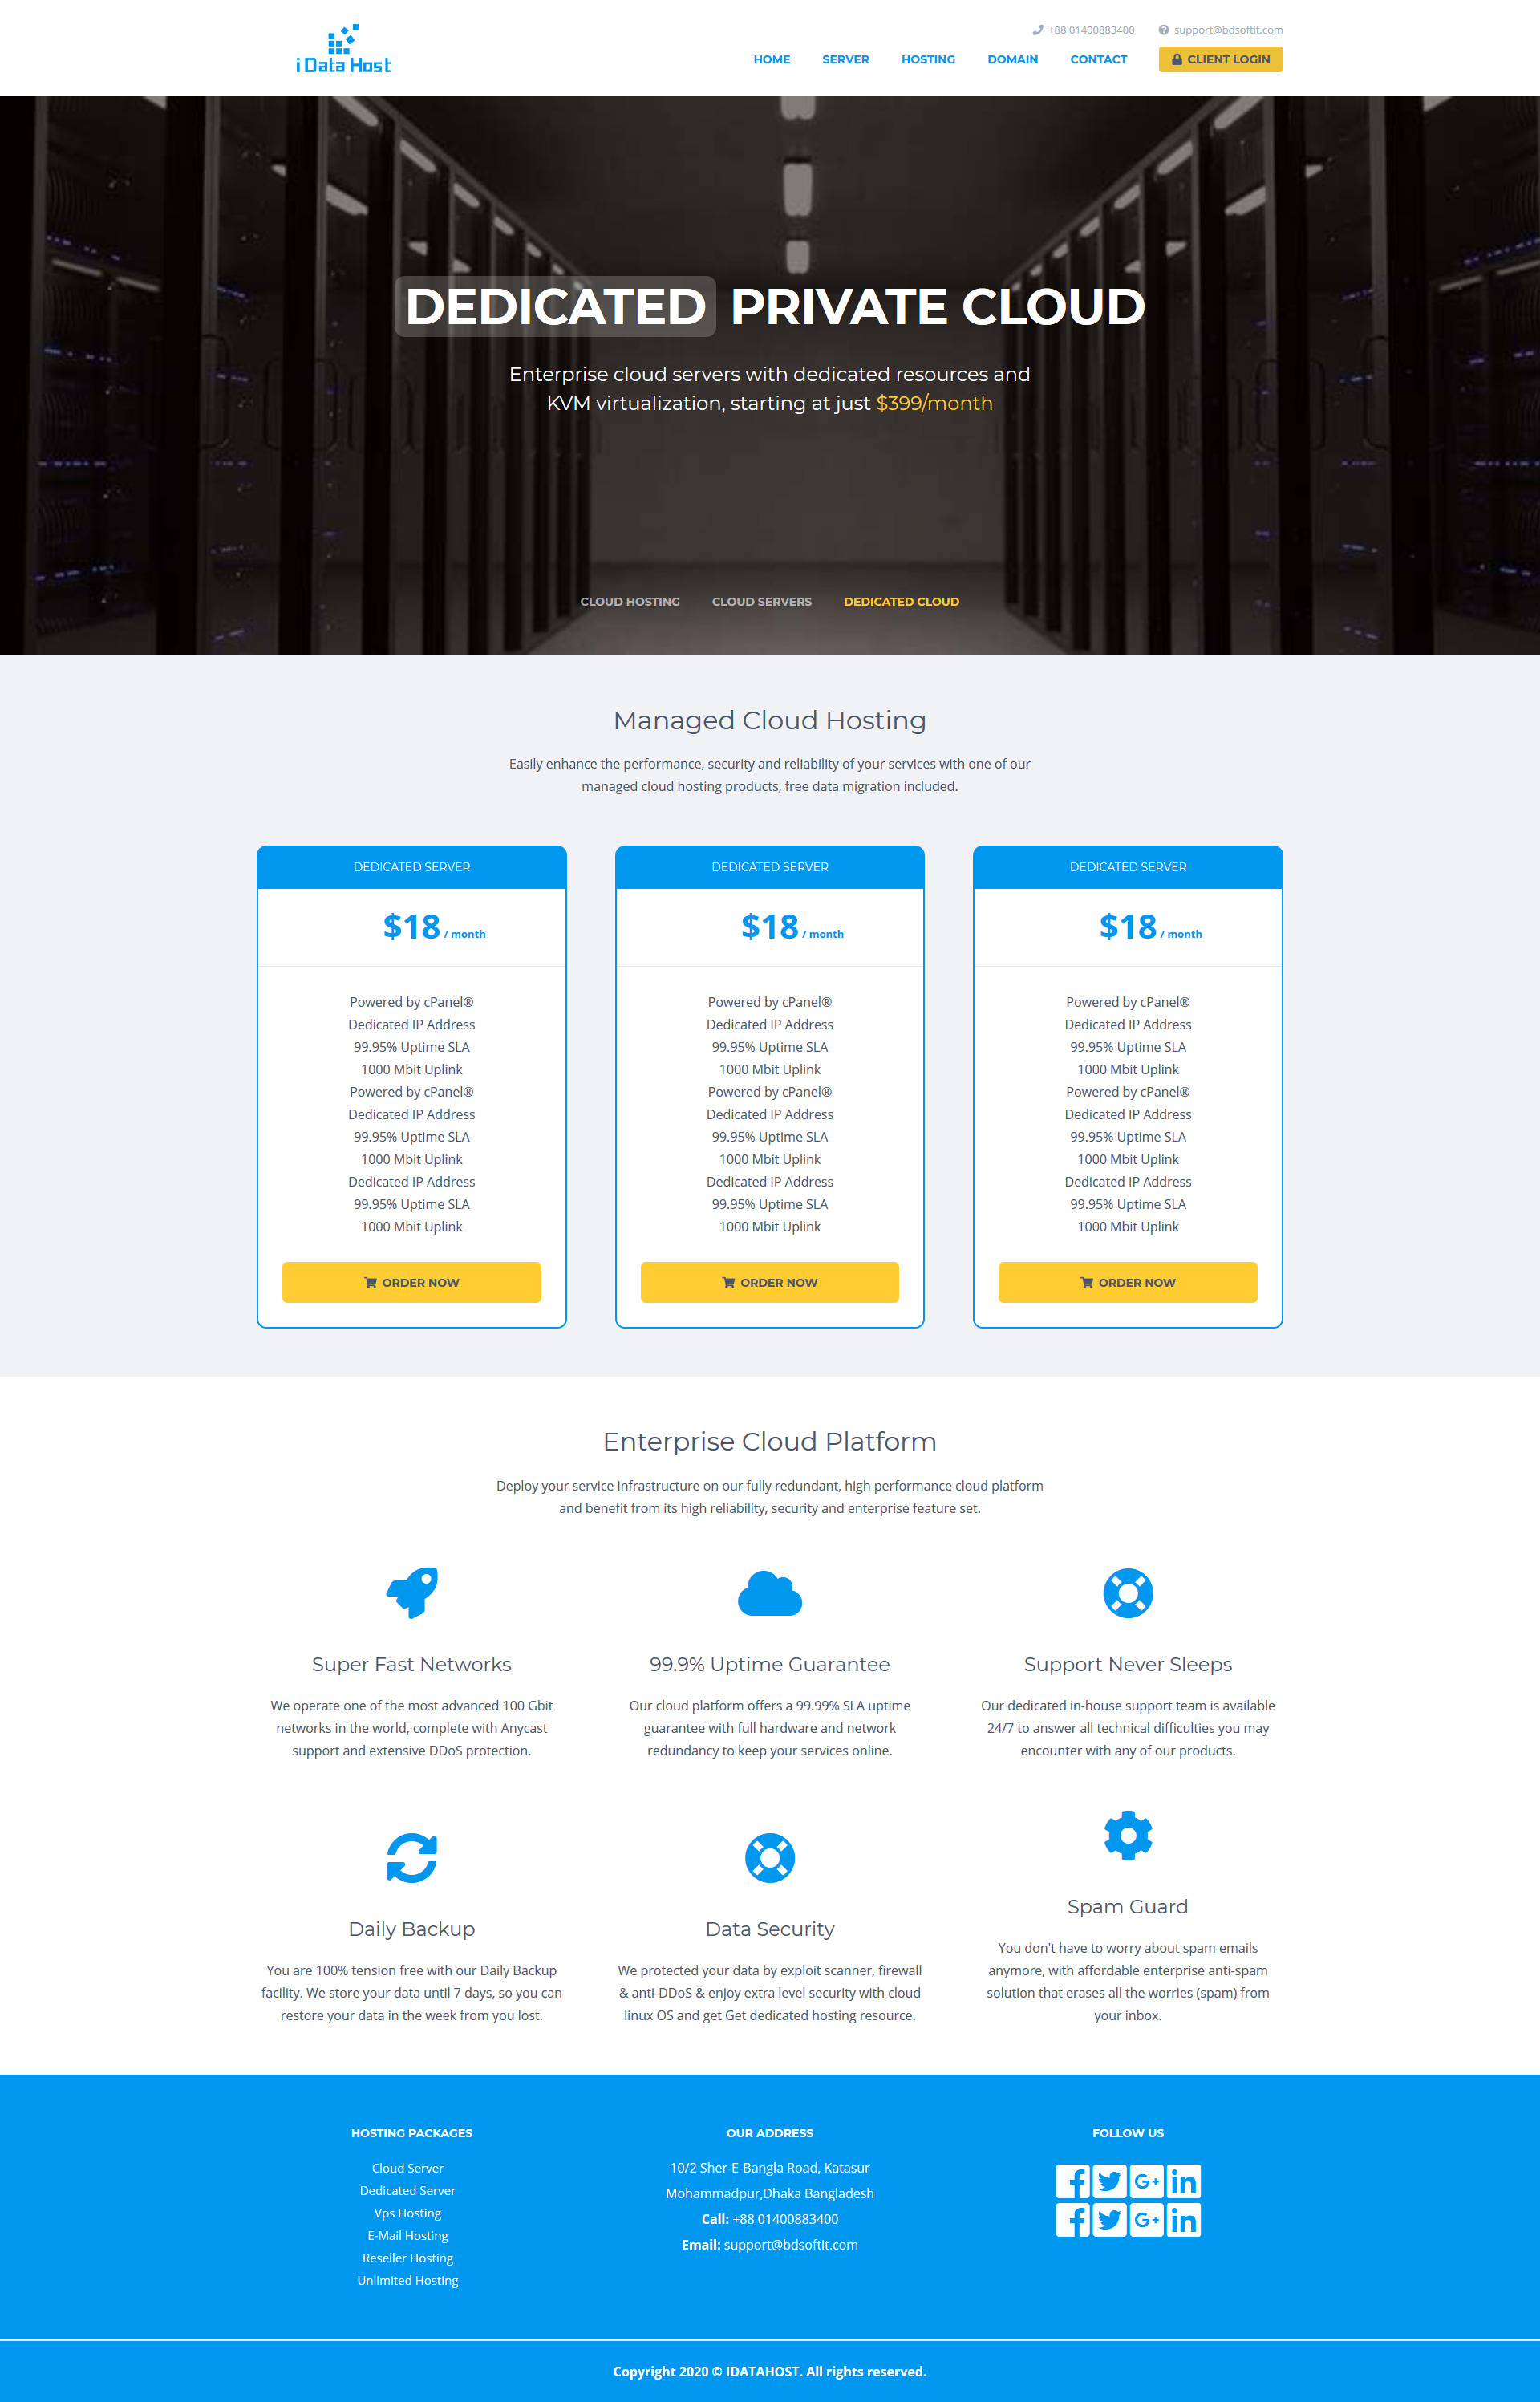 i Data Host
+88 01400883400 support@bdsoftit.com
HOME SERVER HOSTING DOMAIN CONTACT CLIENT LOGIN
DEDICATED PRIVATE CLOUD
Enterprise cloud servers with dedicated resources and
KVM virtualization, starting at just $399/month
CLOUD HOSTING CLOUD SERVERS DEDICATED CLOUD
Managed Cloud Hosting
Easily enhance the performance, security and reliability of your services with one of our
managed cloud hosting products, free data migration included.
DEDICATED SERVER
$18 / month
Powered by cPanel®
Dedicated IP Address
99.95% Uptime SLA
1000 Mbit Uplink
Powered by cPanel®
Dedicated IP Address
99.95% Uptime SLA
1000 Mbit Uplink
Dedicated IP Address
99.95% Uptime SLA
1000 Mbit Uplink
ORDER NOW
DEDICATED SERVER
$18 / month
Powered by cPanel®
Dedicated IP Address
99.95% Uptime SLA
1000 Mbit Uplink
Powered by cPanel®
Dedicated IP Address
99.95% Uptime SLA
1000 Mbit Uplink
Dedicated IP Address
99.95% Uptime SLA
1000 Mbit Uplink
ORDER NOW
DEDICATED SERVER
$18 / month
Powered by cPanel®
Dedicated IP Address
99.95% Uptime SLA
1000 Mbit Uplink
Powered by cPanel®
Dedicated IP Address
99.95% Uptime SLA
1000 Mbit Uplink
Dedicated IP Address
99.95% Uptime SLA
1000 Mbit Uplink
ORDER NOW
Enterprise Cloud Platform
Deploy your service infrastructure on our fully redundant, high performance cloud platform
and benefit from its high reliability, security and enterprise feature set.
Super Fast Networks
We operate one of the most advanced 100 Gbit
networks in the world, complete with Anycast
support and extensive DDoS protection.
99.9% Uptime Guarantee
Our cloud platform offers a 99.99% SLA uptime
guarantee with full hardware and network
redundancy to keep your services online.
Support Never Sleeps
Our dedicated in-house support team is available
24/7 to answer all technical difficulties you may
encounter with any of our products.
Daily Backup
You are 100% tension free with our Daily Backup
facility. We store your data until 7 days, so you can
restore your data in the week from you lost.
Data Security
We protected your data by exploit scanner, firewall
& anti-DDoS & enjoy extra level security with cloud
linux OS and get Get dedicated hosting resource.
Spam Guard
You don't have to worry about spam emails
anymore, with affordable enterprise anti-spam
solution that erases all the worries (spam) from
your inbox.
HOSTING PACKAGES
Cloud Server
Dedicated Server
Vps Hosting
E-Mail Hosting
Reseller Hosting
Unlimited Hosting
OUR ADDRESS
10/2 Sher-E-Bangla Road, Katasur
Mohammadpur,Dhaka Bangladesh
Call: +88 01400883400
Email: support@bdsoftit.com
FOLLOW US
Copyright 2020 © IDATAHOST. All rights reserved.